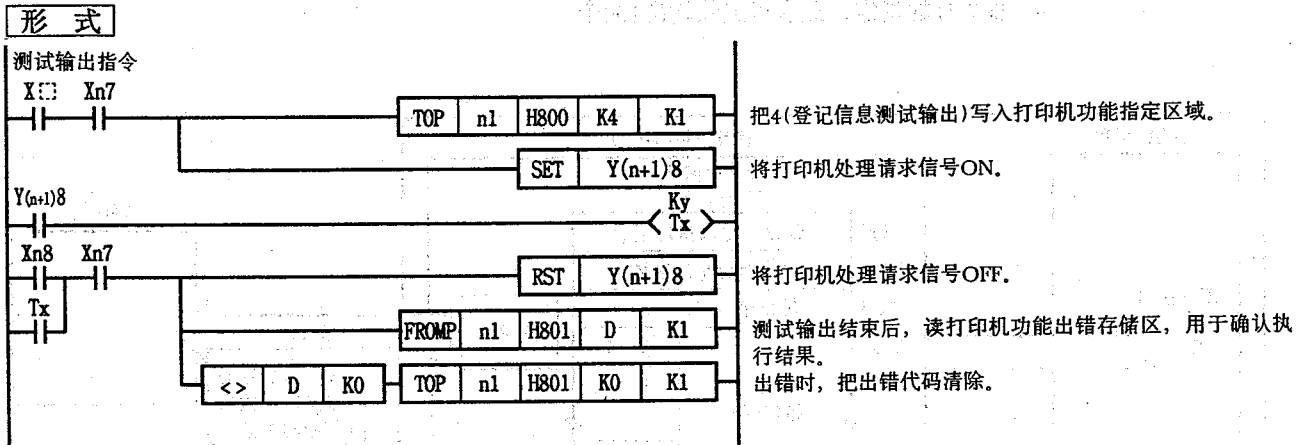 形 式
测试输出指令
X Xn7
TOP n1 H800 K4 K1 把4(登记信息测试输出)写入打印机功能指定区域。
SET Y(n+1)8 将打印机处理请求信号ON。
Y(n+1)8
Ky
Tx
Xn8 Xn7
RST Y(n+1)8 将打印机处理请求信号OFF。
Tx
FROMP n1 H801 D K1 测试输出结束后，读打印机功能出错存储区，用于确认执
行结果。
<> D K0 TOP n1 H801 K0 K1 出错时，把出错代码清除。